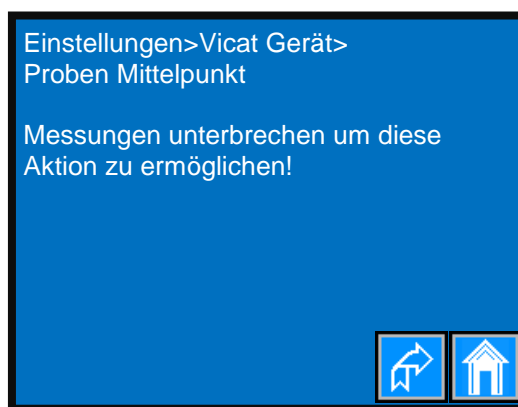 Einstellungen>Vicat Gerät>
Proben Mittelpunkt
Messungen unterbrechen um diese
Aktion zu ermöglichen!